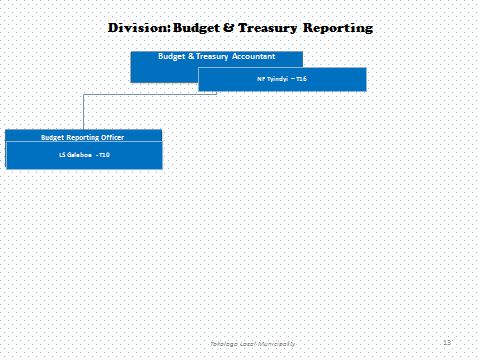 Division: Budget & Treasury Reporting
Budget & Treasury Accountant
NP Tyindyi – T16
Budget Reporting Officer
LS Galeboe - T10
Tokologo Local Municipality
13